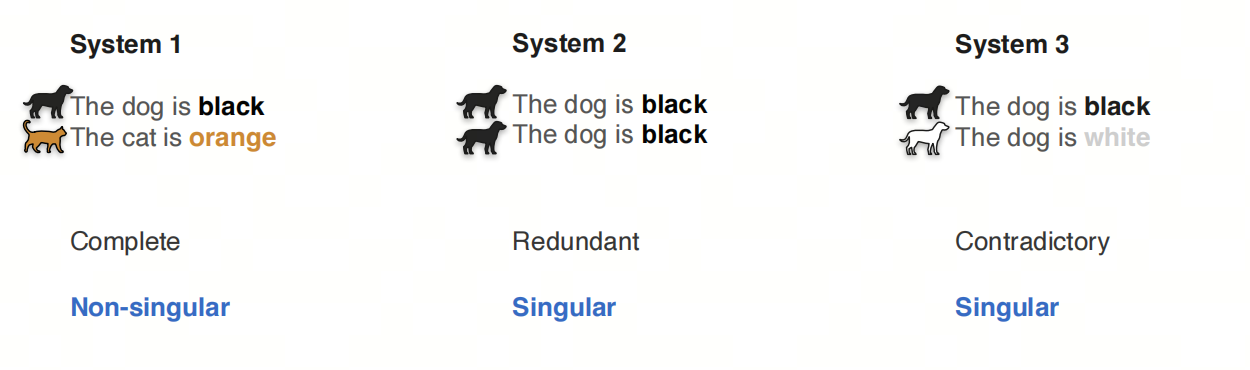 System 1
The dog is black
The cat is orange
Complete
Non-singular
System 2
The dog is black
The dog is black
Redundant
Singular
System 3
The dog is black
The dog is white
Contradictory
Singular